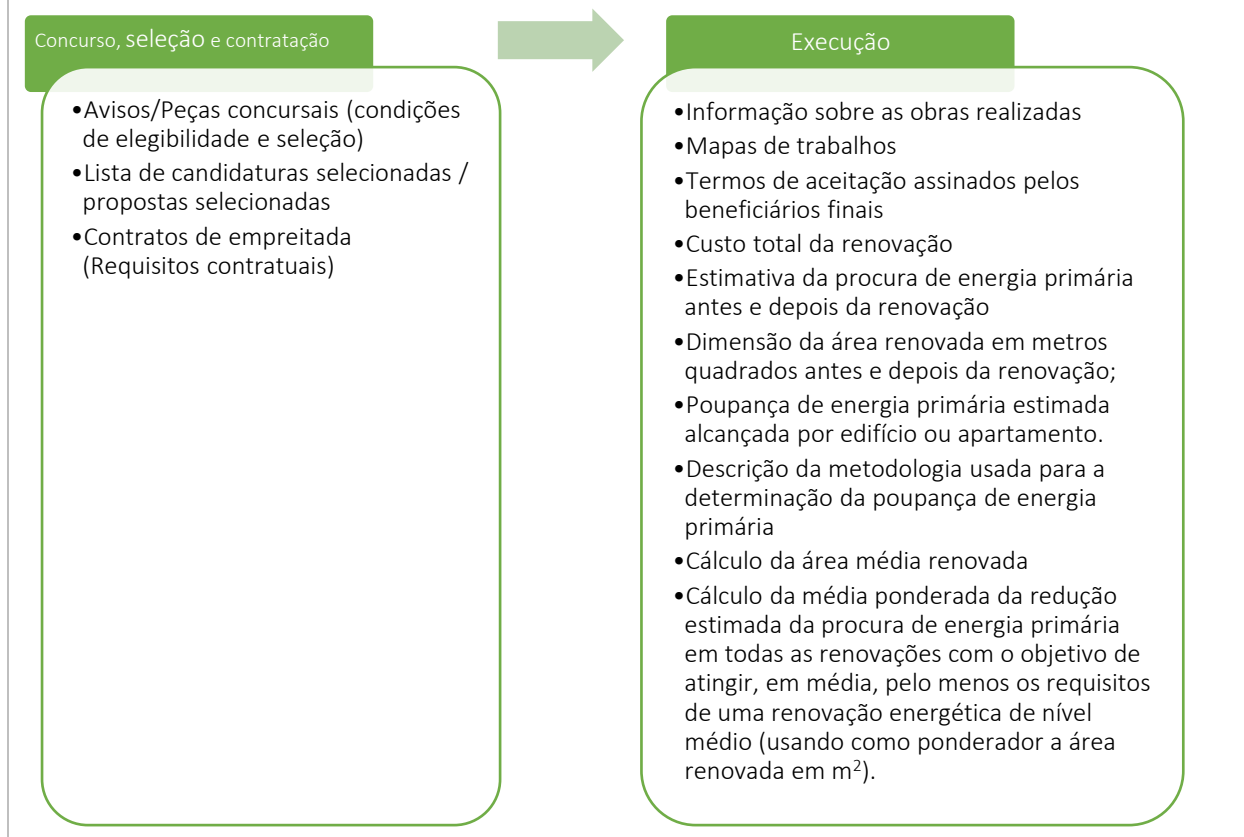 Concurso, seleção e contratação
•Avisos/Peças concursais (condições
de elegibilidade e seleção)
•Lista de candidaturas selecionadas /
propostas selecionadas
•Contratos de empreitada
(Requisitos contratuais)
Execução
•Informação sobre as obras realizadas
•Mapas de trabalhos
•Termos de aceitação assinados pelos
beneficiários finais
•Custo total da renovação
•Estimativa da procura de energia primária
antes e depois da renovação
•Dimensão da área renovada em metros
quadrados antes e depois da renovação;
•Poupança de energia primária estimada
alcançada por edifício ou apartamento.
•Descrição da metodologia usada para a
determinação da poupança de energia
primária
•Cálculo da área média renovada
•Cálculo da média ponderada da redução
estimada da procura de energia primária
em todas as renovações com o objetivo de
atingir, em média, pelo menos os requisitos
de uma renovação energética de nível
médio (usando como ponderador a área
renovada em m²).